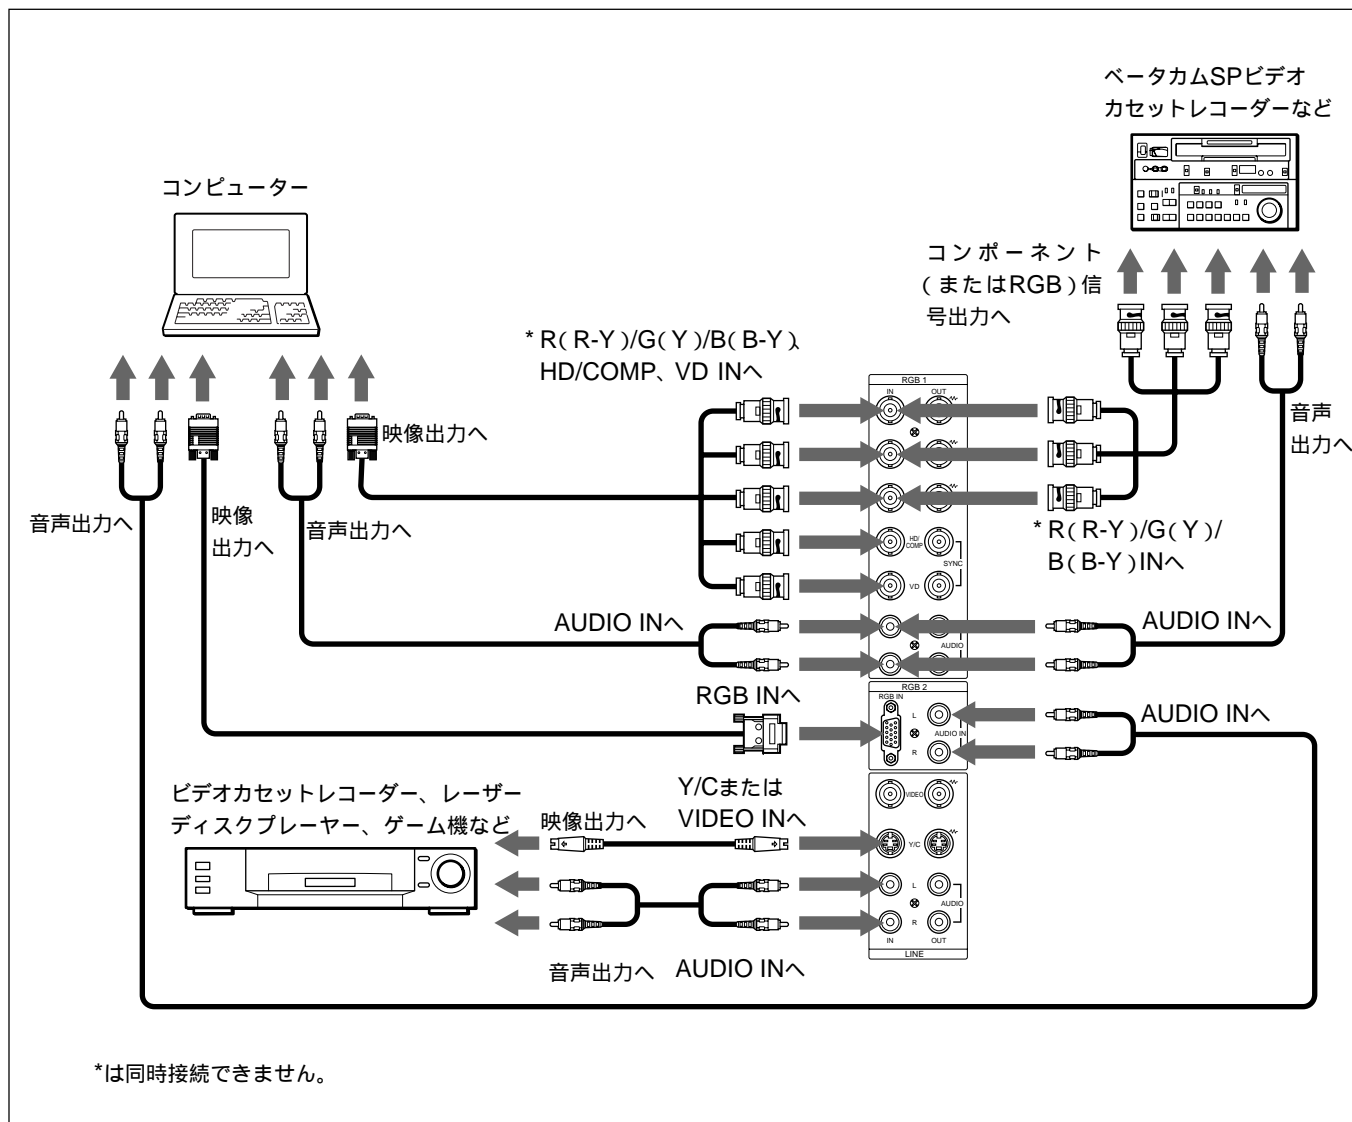 ベータカムSPビデオ
カセットレコーダーなど
コンピューター
コンポーネント
（またはRGB）信
号出力へ
* R（R-Y）/G（Y）/B（B-Y）、
HD/COMP、VD INへ
映像出力へ
音声
出力へ
音声出力へ
映像
出力へ
音声出力へ
* R（R-Y）/G（Y）/
B（B-Y）INへ
AUDIO INへ
AUDIO INへ
RGB 1
IN
OUT
HD/
COMP
SYNC
VD
AUDIO
RGB INへ
RGB 2
RGB IN
L
AUDIO IN
R
AUDIO INへ
ビデオカセットレコーダー、レーザー
ディスクプレーヤー、ゲーム機など
映像出力へ
Y/Cまたは
VIDEO INへ
VIDEO
Y/C
L
AUDIO
R
IN
OUT
LINE
音声出力へ
AUDIO INへ
*は同時接続できません。